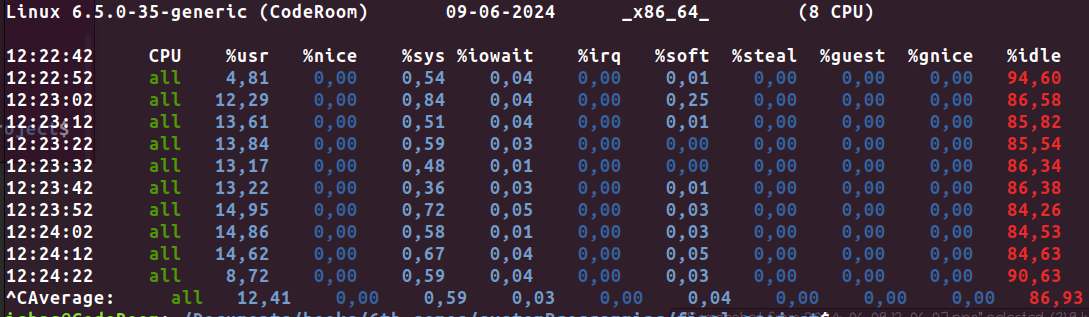 Linux 6.5.0-35-generic (CodeRoom) 09-06-2024 _x86_64_ (8 CPU)
12:22:42 CPU %usr %nice %sys %iowait %irq %soft %steal %guest %gnice %idle
12:22:52 all 4,81 0,00 0,54 0,04 0,00 0,01 0,00 0,00 0,00 94,60
12:23:02 all 12,29 0,00 0,84 0,04 0,00 0,25 0,00 0,00 0,00 86,58
12:23:12 all 13,61 0,00 0,51 0,04 0,00 0,01 0,00 0,00 0,00 85,82
12:23:22 all 13,84 0,00 0,59 0,03 0,00 0,00 0,00 0,00 0,00 85,54
12:23:32 all 13,17 0,00 0,48 0,01 0,00 0,00 0,00 0,00 0,00 86,34
12:23:42 all 13,22 0,00 0,36 0,03 0,00 0,01 0,00 0,00 0,00 86,38
12:23:52 all 14,95 0,00 0,72 0,05 0,00 0,03 0,00 0,00 0,00 84,26
12:24:02 all 14,86 0,00 0,58 0,01 0,00 0,03 0,00 0,00 0,00 84,53
12:24:12 all 14,62 0,00 0,67 0,04 0,00 0,05 0,00 0,00 0,00 84,63
12:24:22 all 8,72 0,00 0,59 0,04 0,00 0,03 0,00 0,00 0,00 90,63
^CAverage: all 12,41 0,00 0,59 0,03 0,00 0,04 0,00 0,00 0,00 86,93